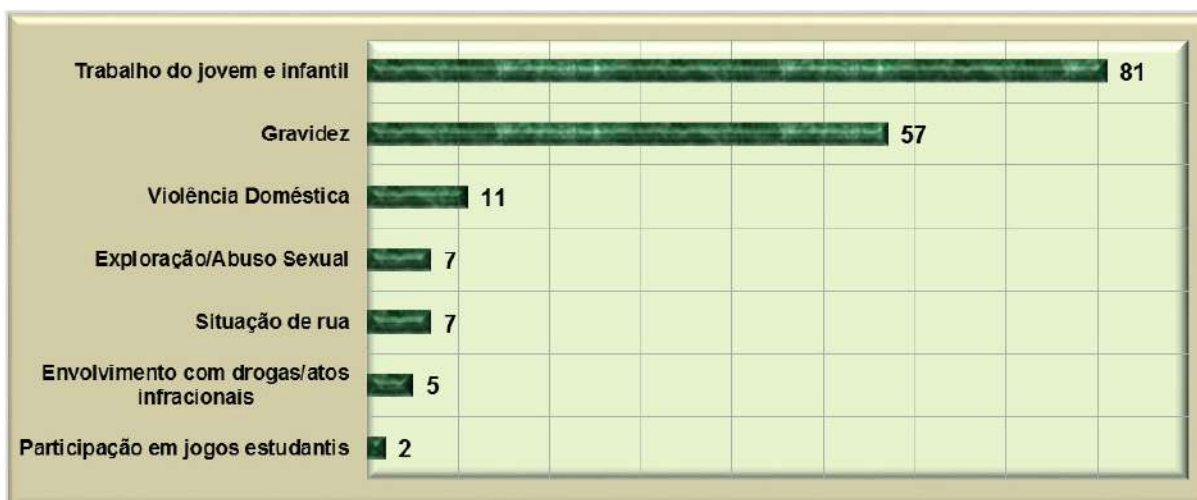 Trabalho do jovem e infantil 81
Gravidez 57
Violência Doméstica 11
Exploração/Abuso Sexual 7
Situação de rua 7
Envolvimento com drogas/atos
infracionais 5
Participação em jogos estudantis 2